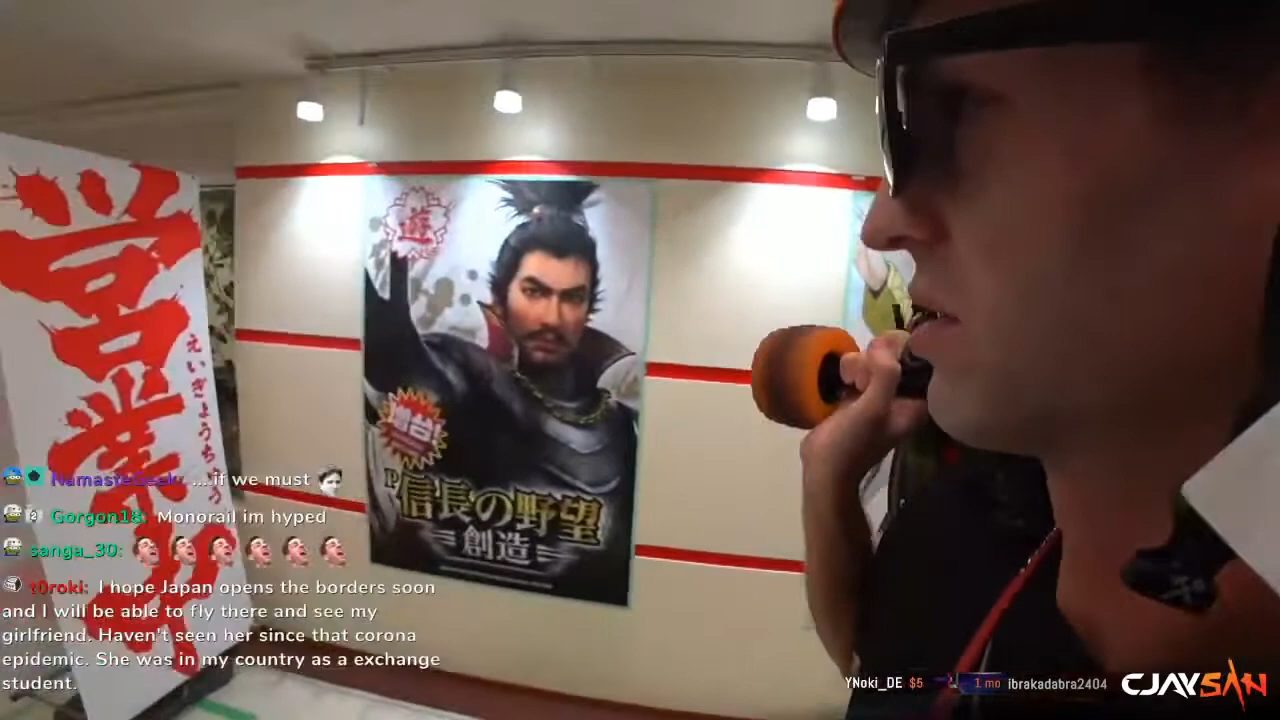 営業中
えいぎょうちゅう
遊
増台!
P信長の野望
創造
NamasteGeek: ....if we must
Gorgon18: Monorail im hyped
sanga_30:
t0roki: I hope Japan opens the borders soon
and I will be able to fly there and see my
girlfriend. Haven't seen her since that corona
epidemic. She was in my country as a exchange
student.
YNoki_DE $5
1 mo ibrakadabra2404
CJAYSAN